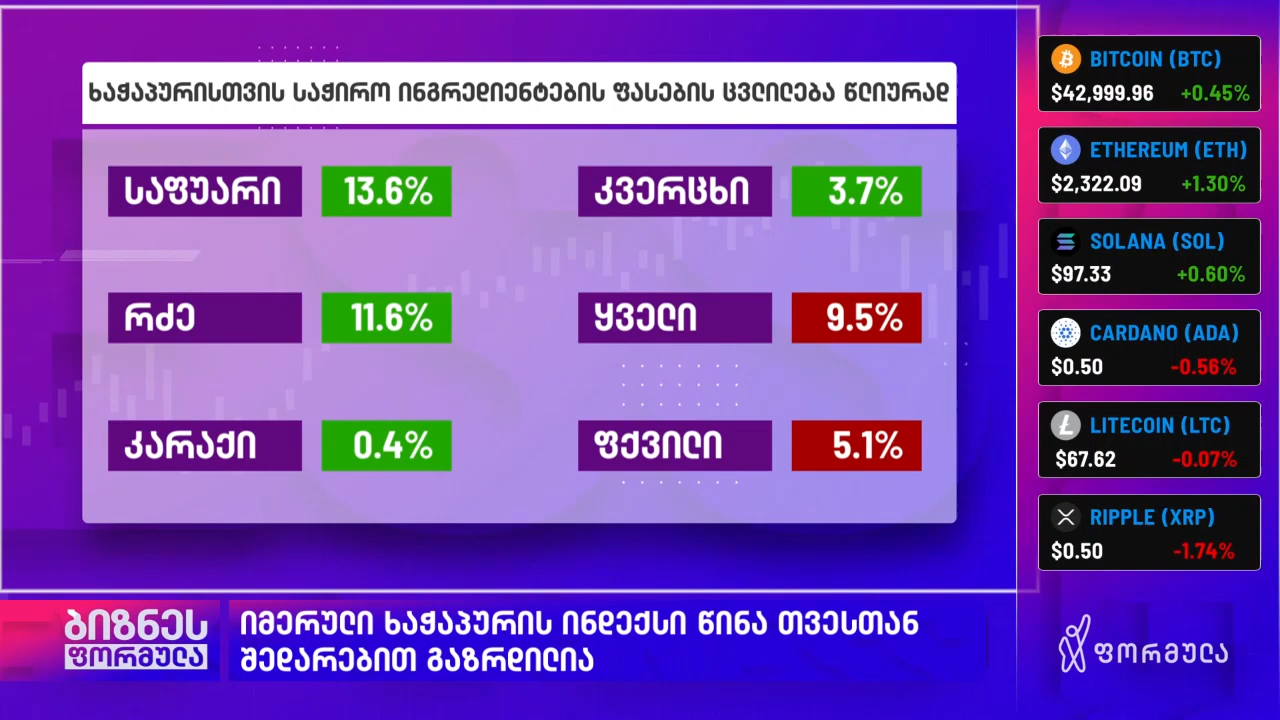 ხაჭაპურისთვის საჭირო ინგრედიენტების ფასების ცვლილება წლიურად
საფუარი 13.6%
კვერცხი 3.7%
რძე 11.6%
ყველი 9.5%
კარაქი 0.4%
ფქვილი 5.1%
BITCOIN (BTC)
$42,999.96 +0.45%
ETHEREUM (ETH)
$2,322.09 +1.30%
SOLANA (SOL)
$97.33 +0.60%
CARDANO (ADA)
$0.50 -0.56%
LITECOIN (LTC)
$67.62 -0.07%
RIPPLE (XRP)
$0.50 -1.74%
ბიზნეს
ფორმულა
იმერული ხაჭაპურის ინდექსი წინა თვესთან
შედარებით გაზრდილია
ფორმულა